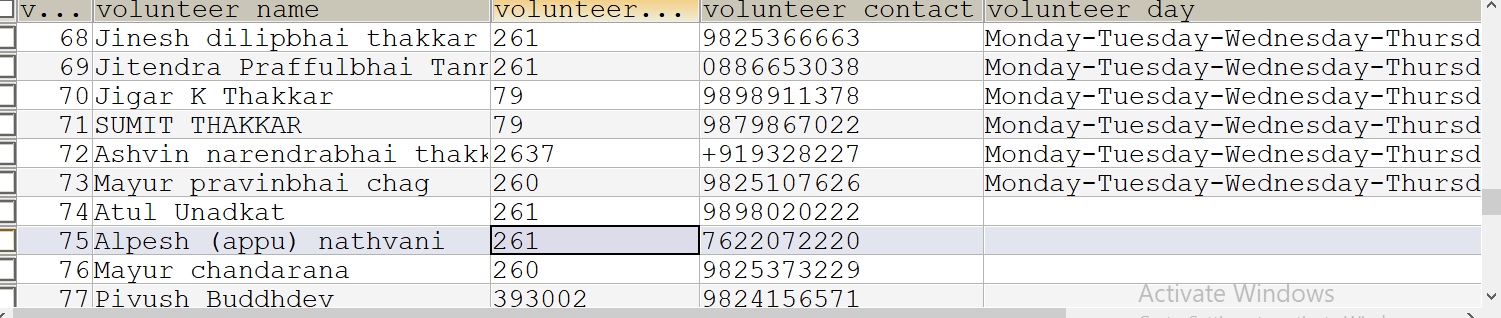 v... volunteer name volunteer... volunteer contact volunteer day
68 Jinesh dilipbhai thakkar 261 9825366663 Monday-Tuesday-Wednesday-Thursd
69 Jitendra Praffulbhai Tann 261 0886653038 Monday-Tuesday-Wednesday-Thursd
70 Jigar K Thakkar 79 9898911378 Monday-Tuesday-Wednesday-Thursd
71 SUMIT THAKKAR 79 9879867022 Monday-Tuesday-Wednesday-Thursd
72 Ashvin narendrabhai thakk 2637 +919328227 Monday-Tuesday-Wednesday-Thursd
73 Mayur pravinbhai chag 260 9825107626 Monday-Tuesday-Wednesday-Thursd
74 Atul Unadkat 261 9898020222
75 Alpesh (appu) nathvani 261 7622072220
76 Mayur chandarana 260 9825373229
77 Piyush Buddhdev 393002 9824156571
Activate Windows